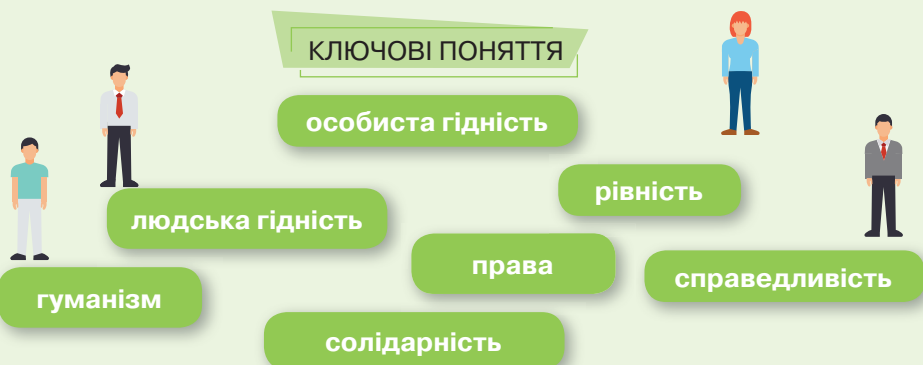 КЛЮЧОВІ ПОНЯТТЯ
особиста гідність
рівність
людська гідність
права
справедливість
гуманізм
солідарність